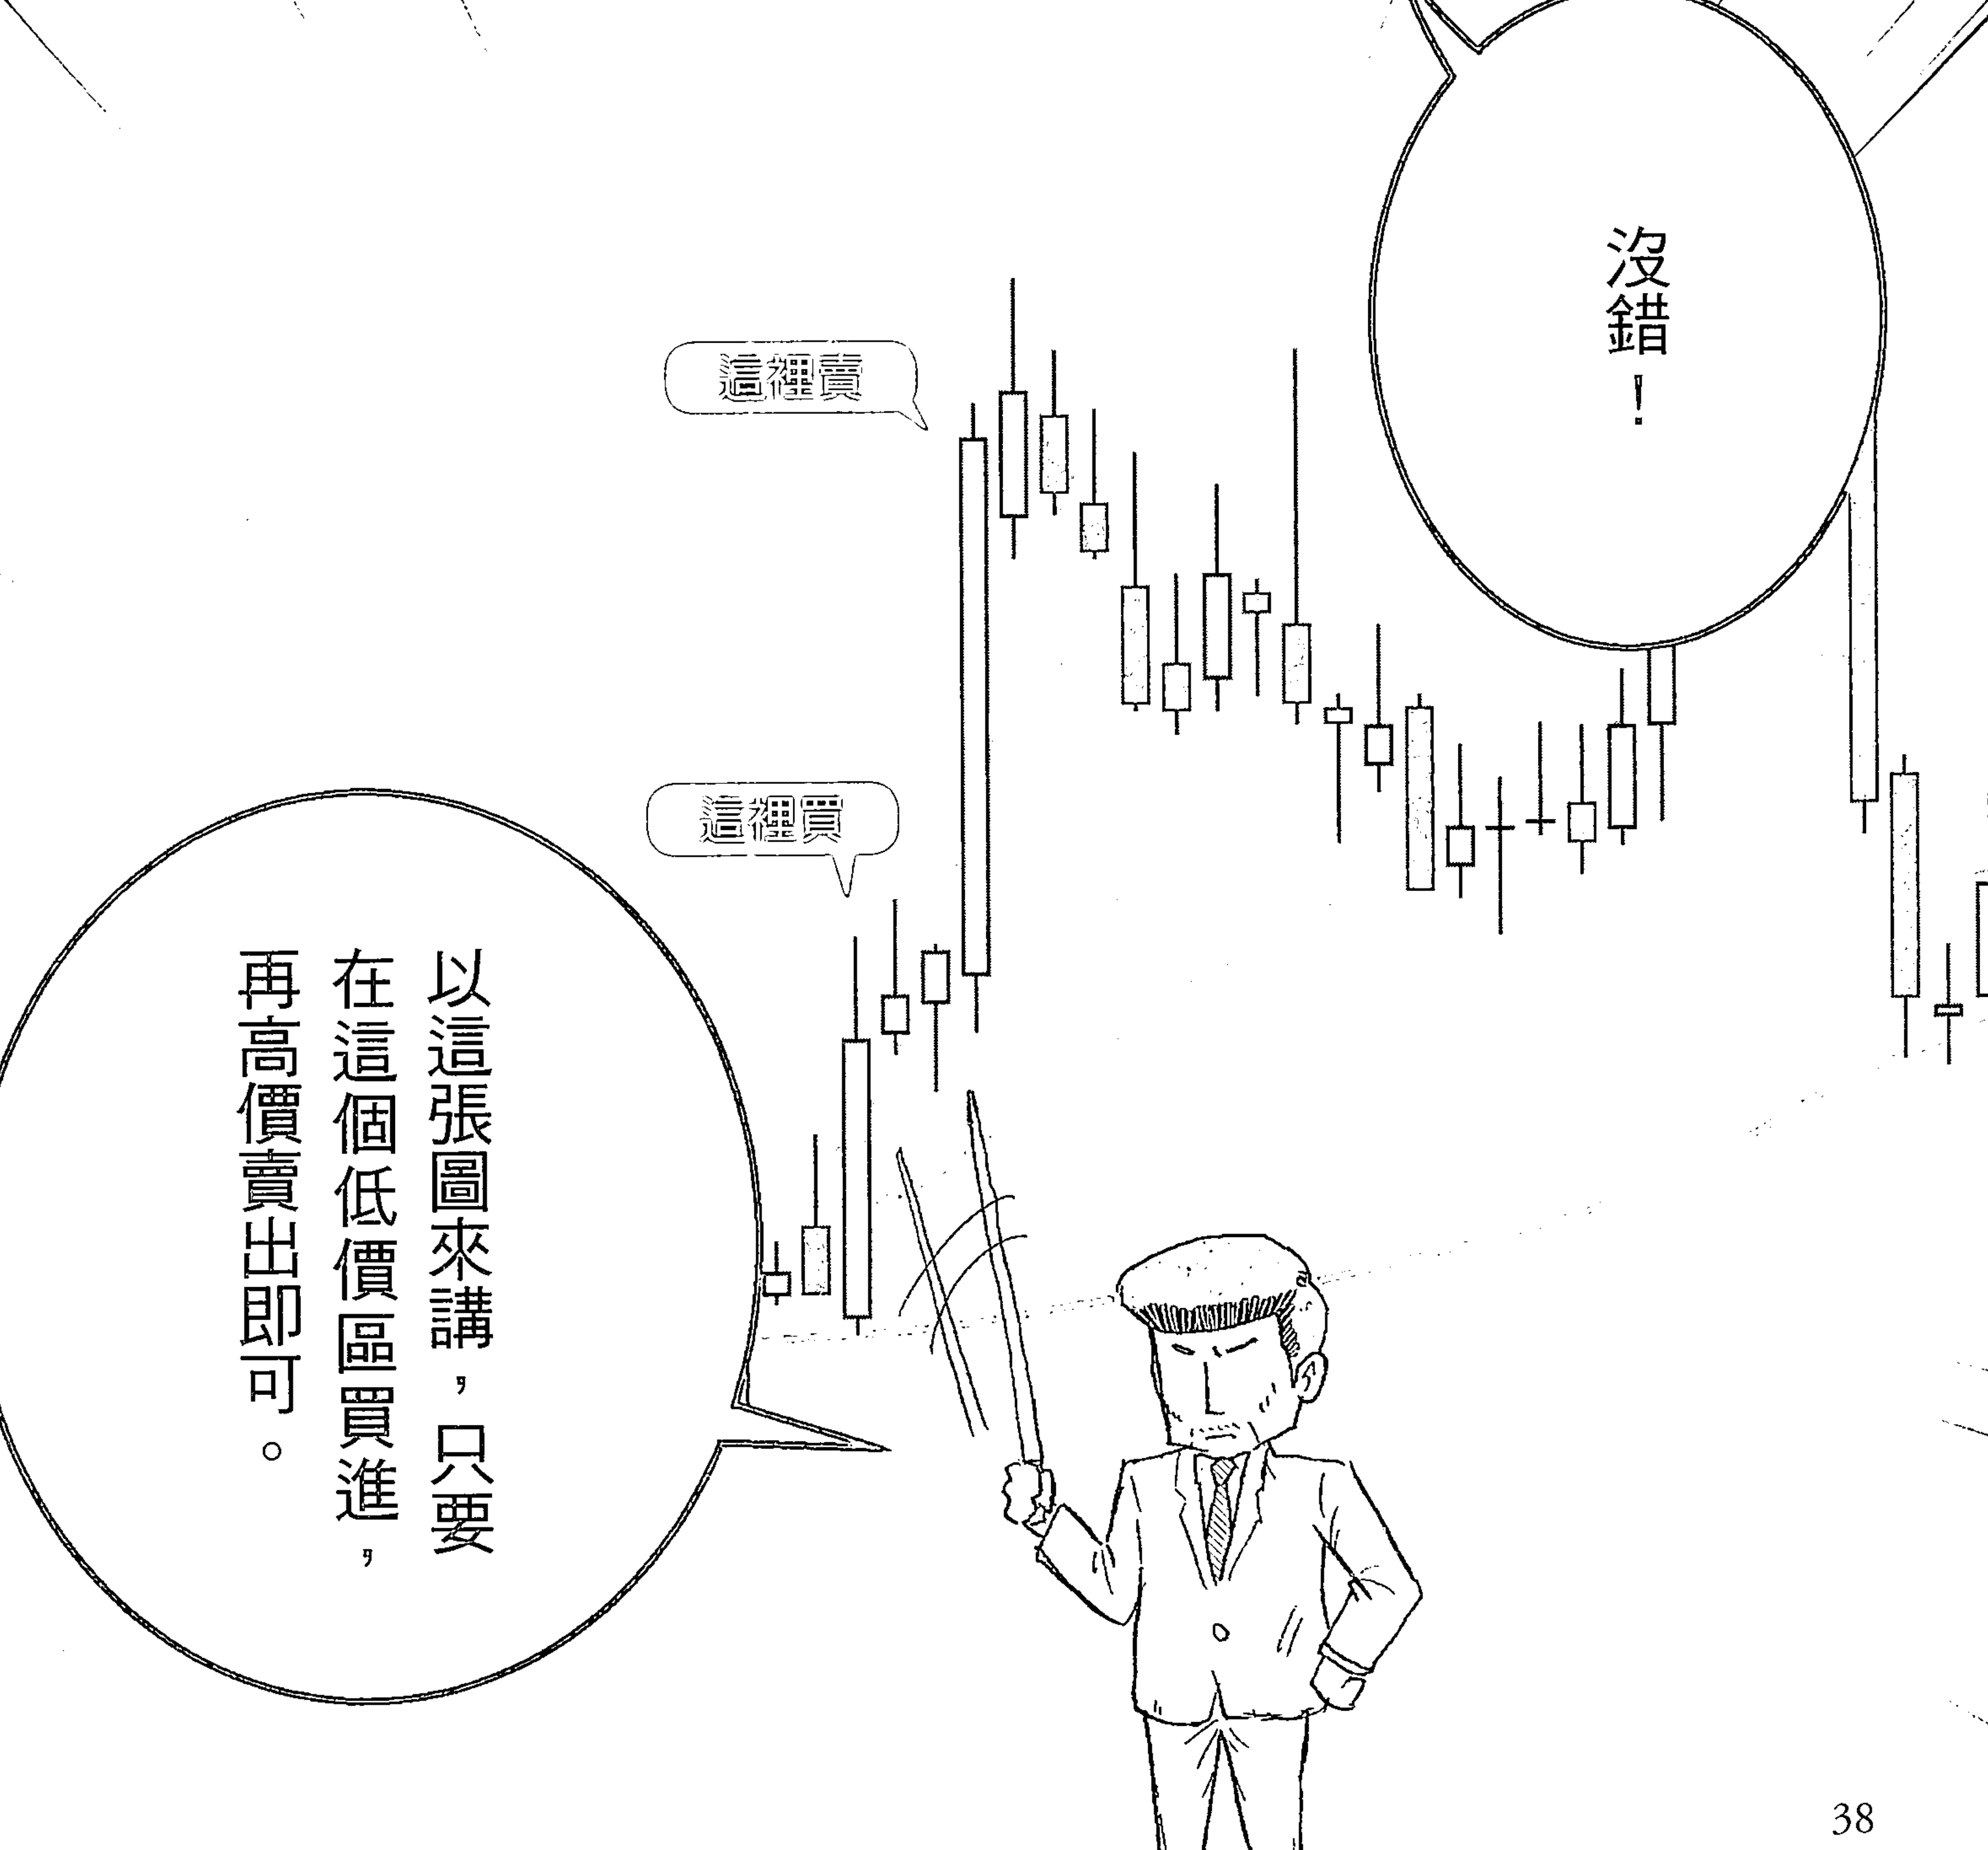 沒錯！
這裡賣
這裡買
以這張圖來講，只要
在這個低價區買進，
再高價賣出即可。
38